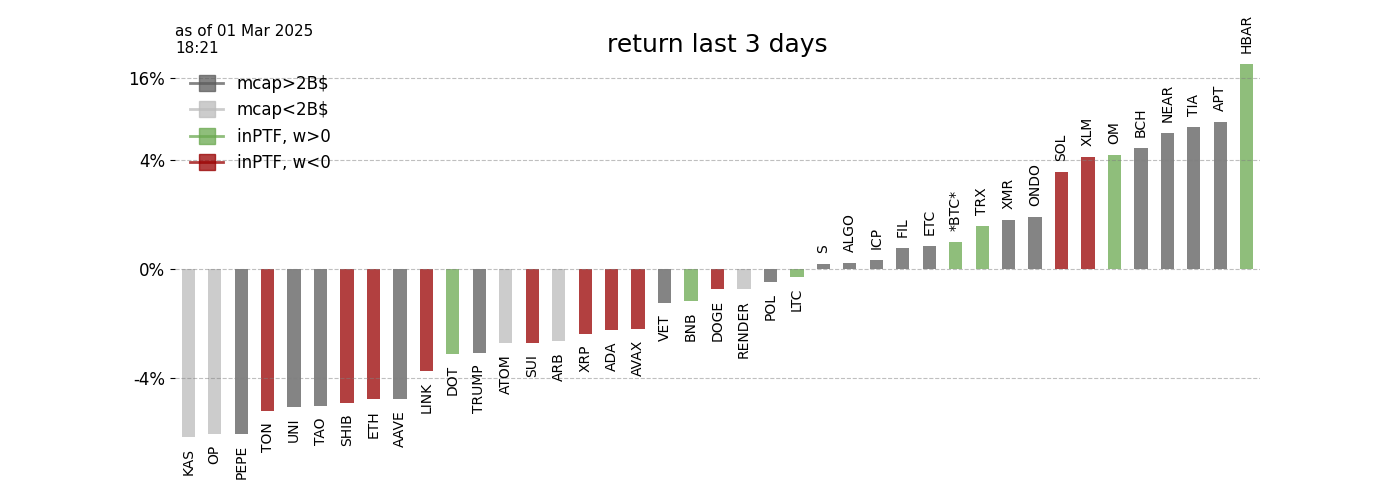 as of 01 Mar 2025
18:21
return last 3 days
mcap>2B$
mcap<2B$
inPTF, w>0
inPTF, w<0
16%
4%
0%
-4%
KAS
OP
PEPE
TON
UNI
TAO
SHIB
ETH
AAVE
LINK
DOT
TRUMP
ATOM
SUI
ARB
XRP
ADA
AVAX
VET
BNB
DOGE
RENDER
POL
LTC
S
ALGO
ICP
FIL
ETC
*BTC*
TRX
XMR
ONDO
SOL
XLM
OM
BCH
NEAR
TIA
APT
HBAR